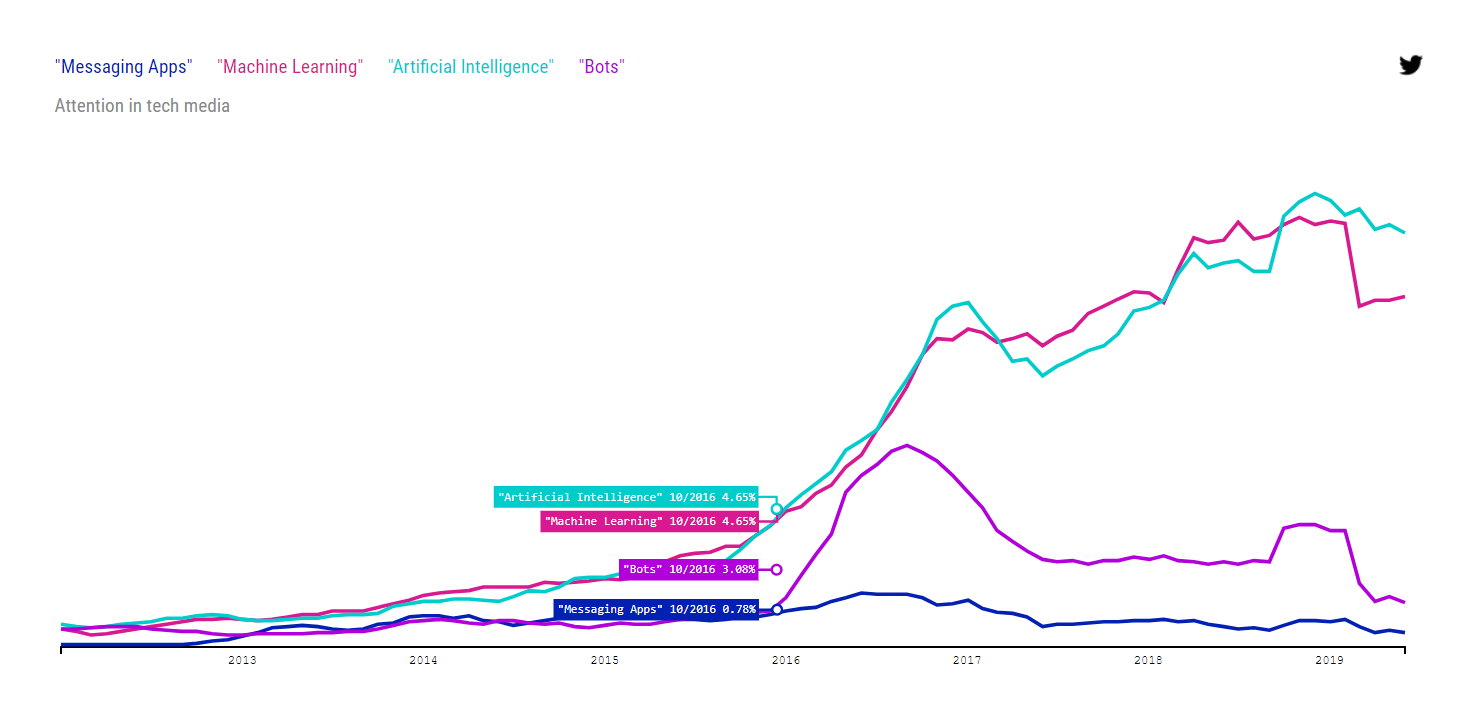 "Messaging Apps" "Machine Learning" "Artificial Intelligence" "Bots"
Attention in tech media
"Artificial Intelligence" 10/2016 4.65%
"Machine Learning" 10/2016 4.65%
"Bots" 10/2016 3.08%
"Messaging Apps" 10/2016 0.78%
2013 2014 2015 2016 2017 2018 2019